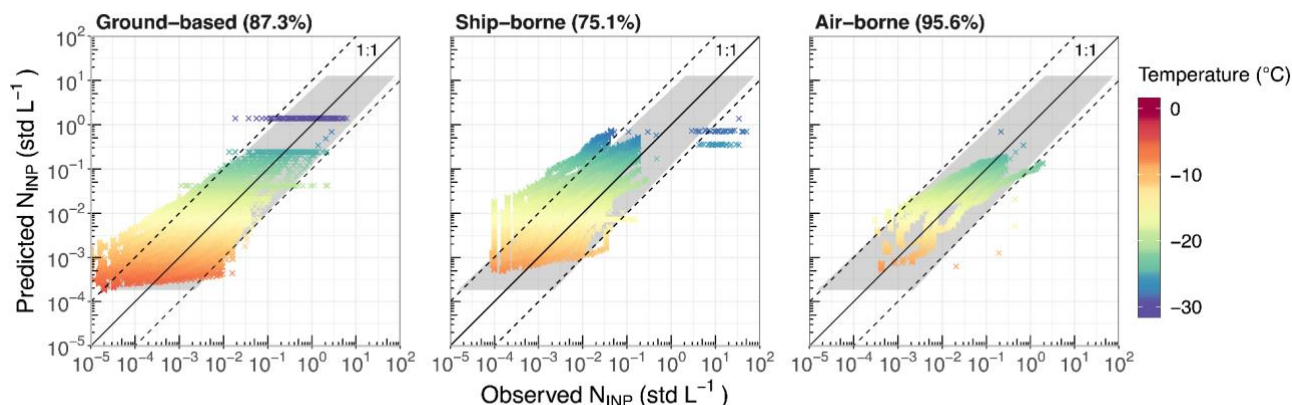 Ground–based (87.3%)
Ship–borne (75.1%)
Air–borne (95.6%)
Predicted N_INP (std L⁻¹)
10²
10¹
10⁰
10⁻¹
10⁻²
10⁻³
10⁻⁴
10⁻⁵
1:1
1:1
1:1
10⁻⁵ 10⁻⁴ 10⁻³ 10⁻² 10⁻¹ 10⁰ 10¹ 10²
10⁻⁵ 10⁻⁴ 10⁻³ 10⁻² 10⁻¹ 10⁰ 10¹ 10²
10⁻⁵ 10⁻⁴ 10⁻³ 10⁻² 10⁻¹ 10⁰ 10¹ 10²
Observed N_INP (std L⁻¹)
Temperature (°C)
0
−10
−20
−30